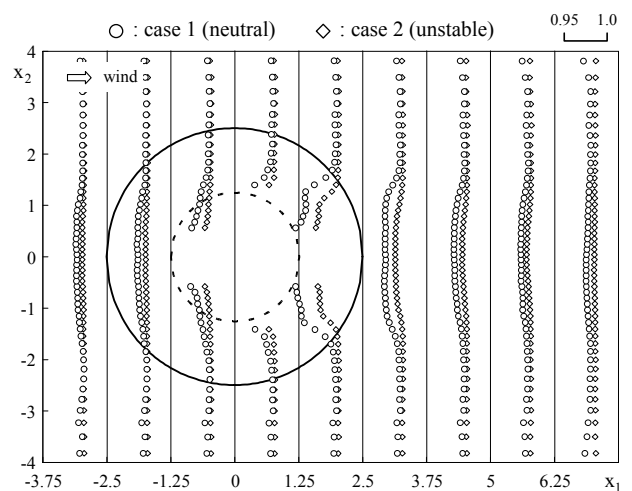 ○ : case 1 (neutral) ◇ : case 2 (unstable)
0.95 1.0
x2
wind
4
3
2
1
0
-1
-2
-3
-4
-3.75 -2.5 -1.25 0 1.25 2.5 3.75 5 6.25 x1